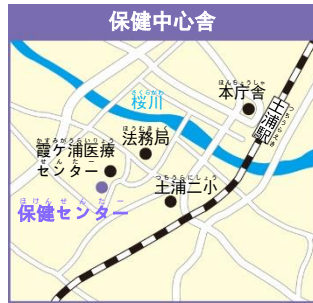 保健中心舎
さくらがわ
桜川
ほんちょうしゃ
本庁舎
つちうらえき
土浦駅
ほうむきょく
法務局
かすみがうらいりょう
霞ケ浦医療
せんたー
センター
つちうらにしょう
土浦二小
ほけんせんたー
保健センター